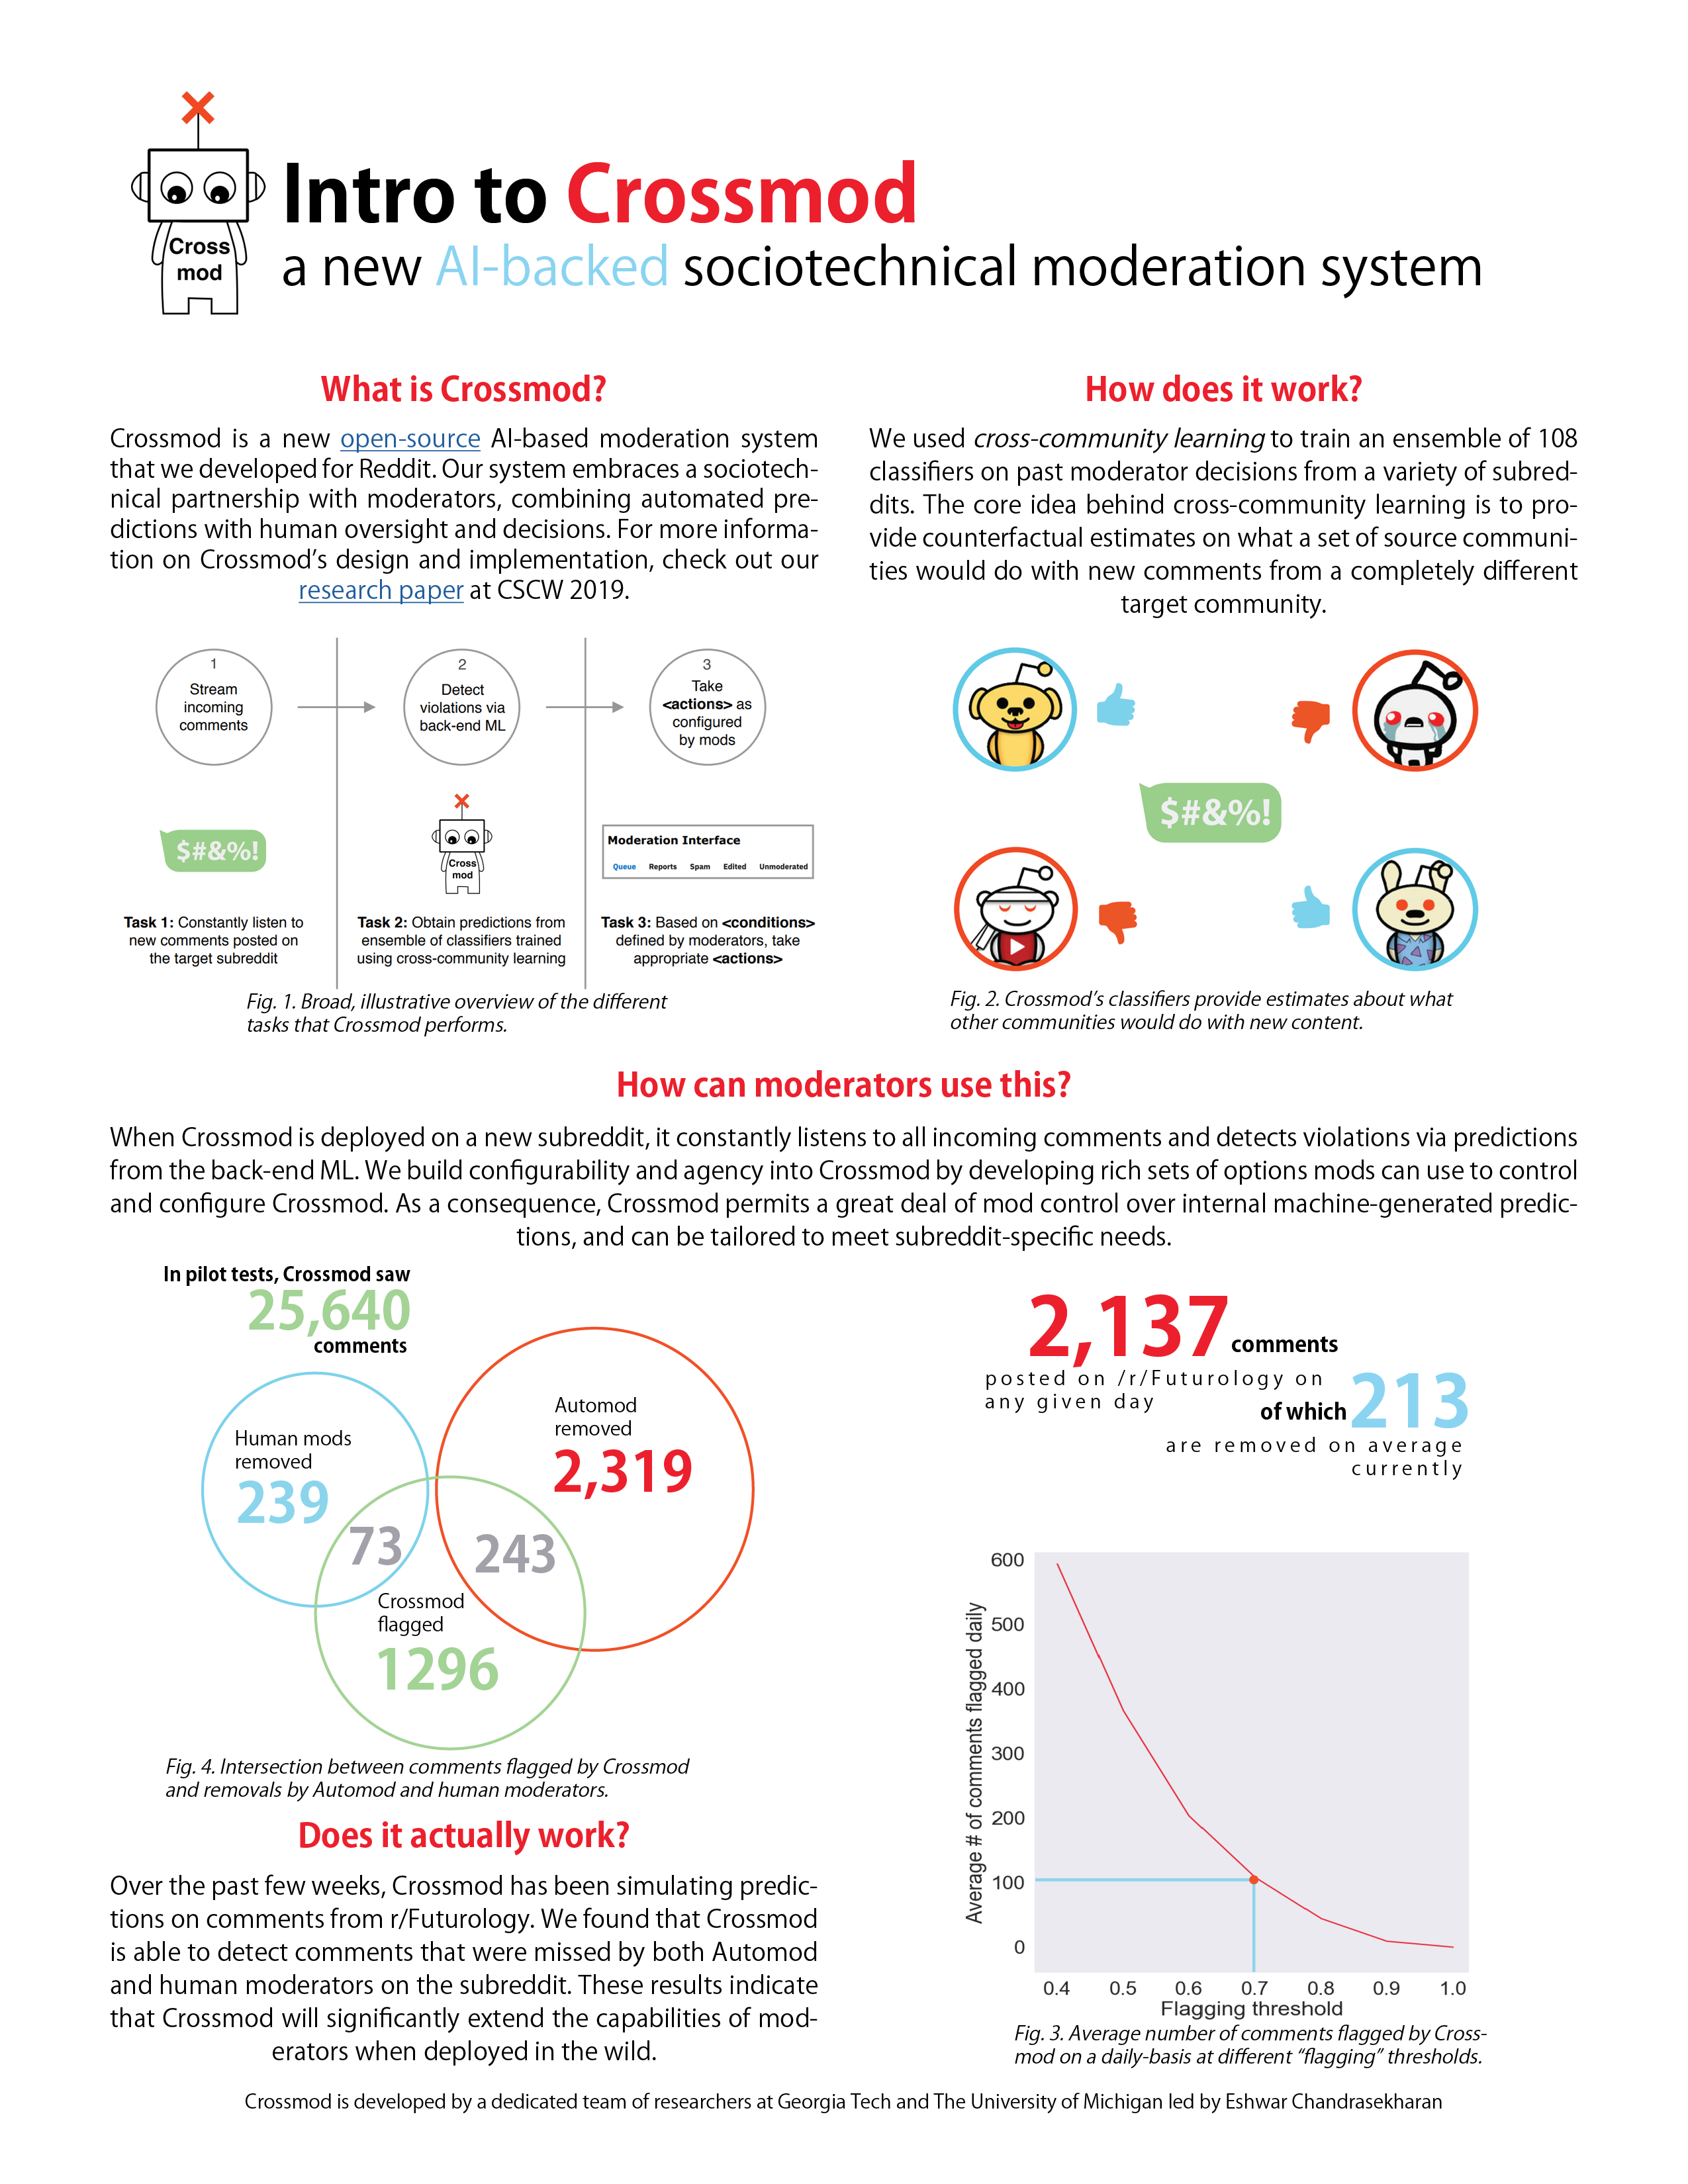 Cross
mod
Intro to Crossmod
a new AI-backed sociotechnical moderation system
What is Crossmod?
Crossmod is a new open-source AI-based moderation system
that we developed for Reddit. Our system embraces a sociotech-
nical partnership with moderators, combining automated pre-
dictions with human oversight and decisions. For more informa-
tion on Crossmod's design and implementation, check out our
research paper at CSCW 2019.
1
Stream
incoming
comments
2
Detect
violations via
back-end ML
3
Take
<actions> as
configured
by mods
$#&%!
Cross
mod
Moderation Interface
Queue Reports Spam Edited Unmoderated
Task 1: Constantly listen to
new comments posted on
the target subreddit
Task 2: Obtain predictions from
ensemble of classifiers trained
using cross-community learning
Task 3: Based on <conditions>
defined by moderators, take
appropriate <actions>
Fig. 1. Broad, illustrative overview of the different
tasks that Crossmod performs.
How does it work?
We used cross-community learning to train an ensemble of 108
classifiers on past moderator decisions from a variety of subred-
dits. The core idea behind cross-community learning is to pro-
vide counterfactual estimates on what a set of source communi-
ties would do with new comments from a completely different
target community.
$#&%!
Fig. 2. Crossmod's classifiers provide estimates about what
other communities would do with new content.
How can moderators use this?
When Crossmod is deployed on a new subreddit, it constantly listens to all incoming comments and detects violations via predictions
from the back-end ML. We build configurability and agency into Crossmod by developing rich sets of options mods can use to control
and configure Crossmod. As a consequence, Crossmod permits a great deal of mod control over internal machine-generated predic-
tions, and can be tailored to meet subreddit-specific needs.
In pilot tests, Crossmod saw
25,640
comments
Human mods
removed
239
Automod
removed
2,319
73
243
Crossmod
flagged
1296
Fig. 4. Intersection between comments flagged by Crossmod
and removals by Automod and human moderators.
Does it actually work?
Over the past few weeks, Crossmod has been simulating predic-
tions on comments from r/Futurology. We found that Crossmod
is able to detect comments that were missed by both Automod
and human moderators on the subreddit. These results indicate
that Crossmod will significantly extend the capabilities of mod-
erators when deployed in the wild.
2,137 comments
posted on /r/Futurology on
any given day
of which 213
are removed on average
currently
Average # of comments flagged daily
600
500
400
300
200
100
0
0.4 0.5 0.6 0.7 0.8 0.9 1.0
Flagging threshold
Fig. 3. Average number of comments flagged by Cross-
mod on a daily-basis at different "flagging" thresholds.
Crossmod is developed by a dedicated team of researchers at Georgia Tech and The University of Michigan led by Eshwar Chandrasekharan